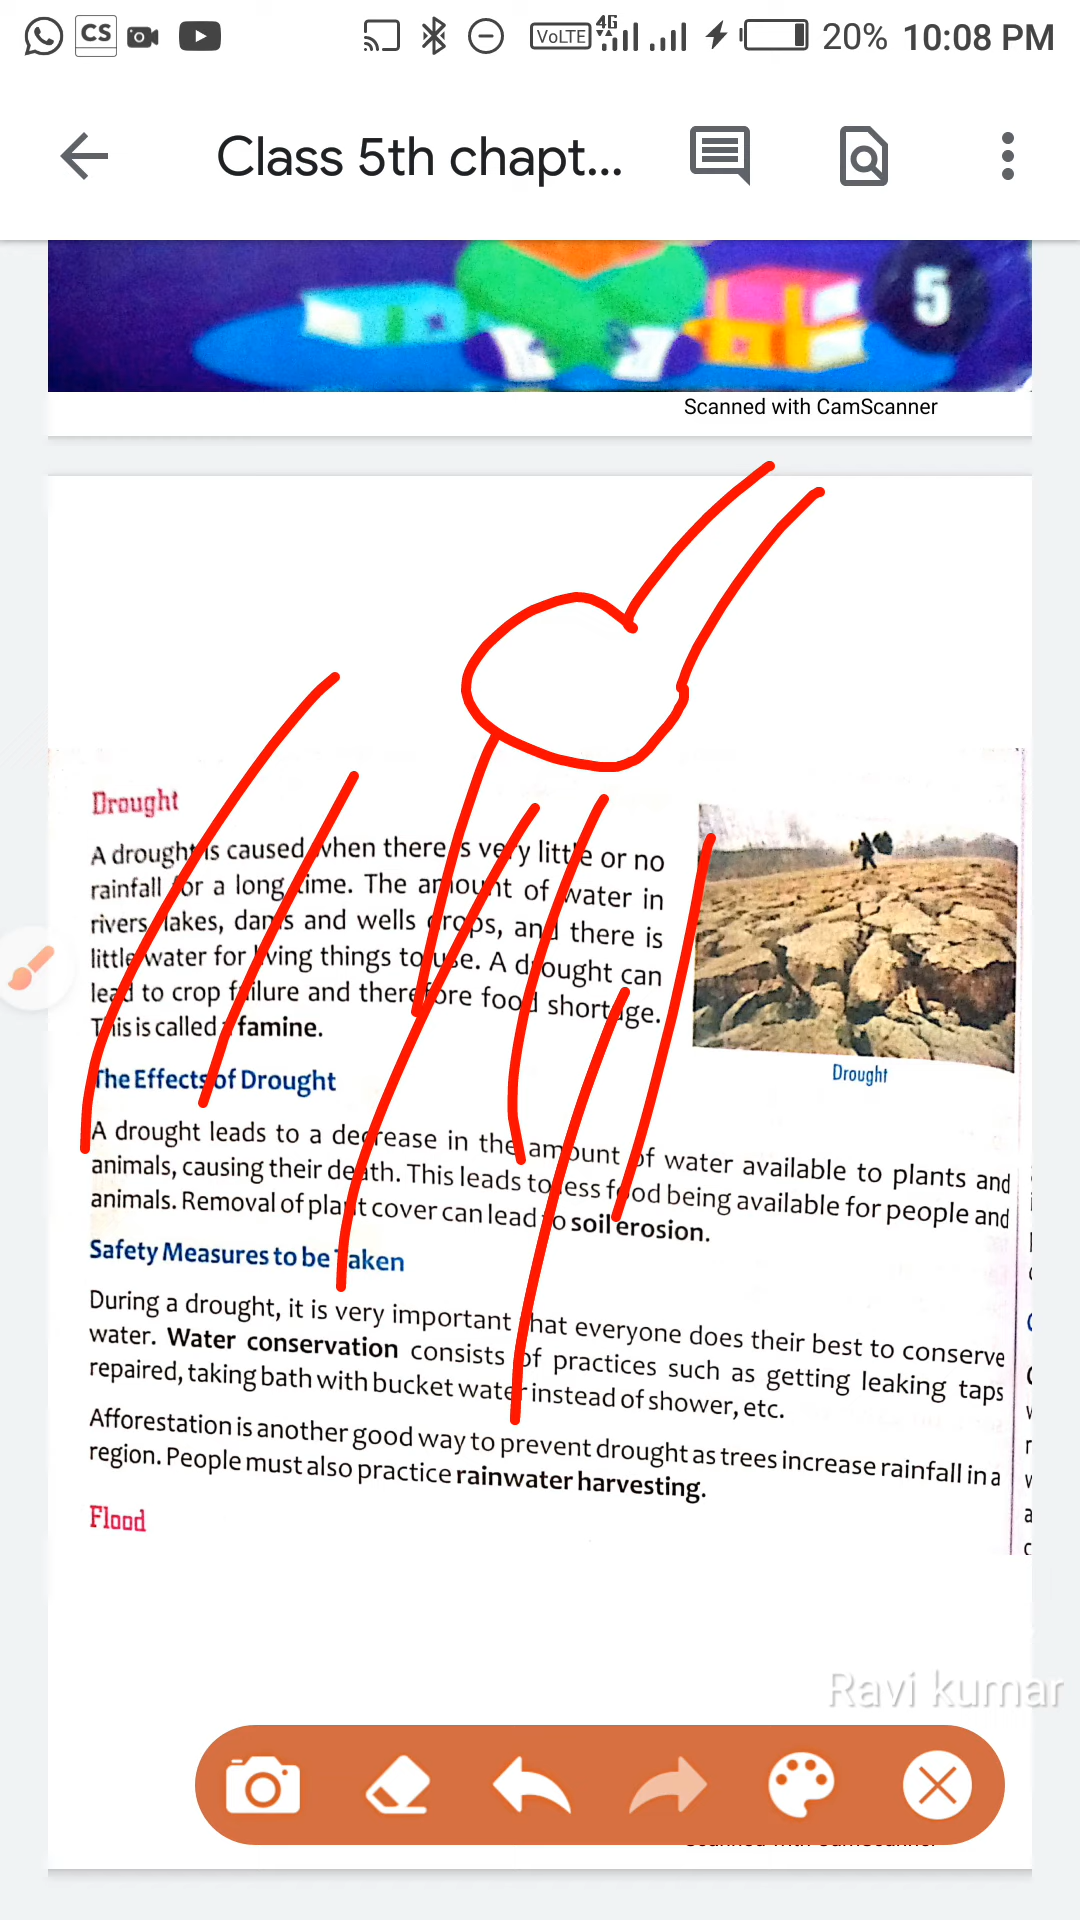 CS
VoLTE 4G 20% 10:08 PM
Class 5th chapt...
5
Scanned with CamScanner
Drought
A drought is caused when there is very little or no
rainfall for a long time. The amount of water in
rivers, lakes, dams and wells drops, and there is
little water for living things to use. A drought can
lead to crop failure and therefore food shortage.
This is called a famine.
Drought
The Effects of Drought
A drought leads to a decrease in the amount of water available to plants and
animals, causing their death. This leads to less food being available for people and
animals. Removal of plant cover can lead to soil erosion.
Safety Measures to be Taken
During a drought, it is very important that everyone does their best to conserve
water. Water conservation consists of practices such as getting leaking taps
repaired, taking bath with bucket water instead of shower, etc.
Afforestation is another good way to prevent drought as trees increase rainfall in a
region. People must also practice rainwater harvesting.
Flood
Ravi kumar